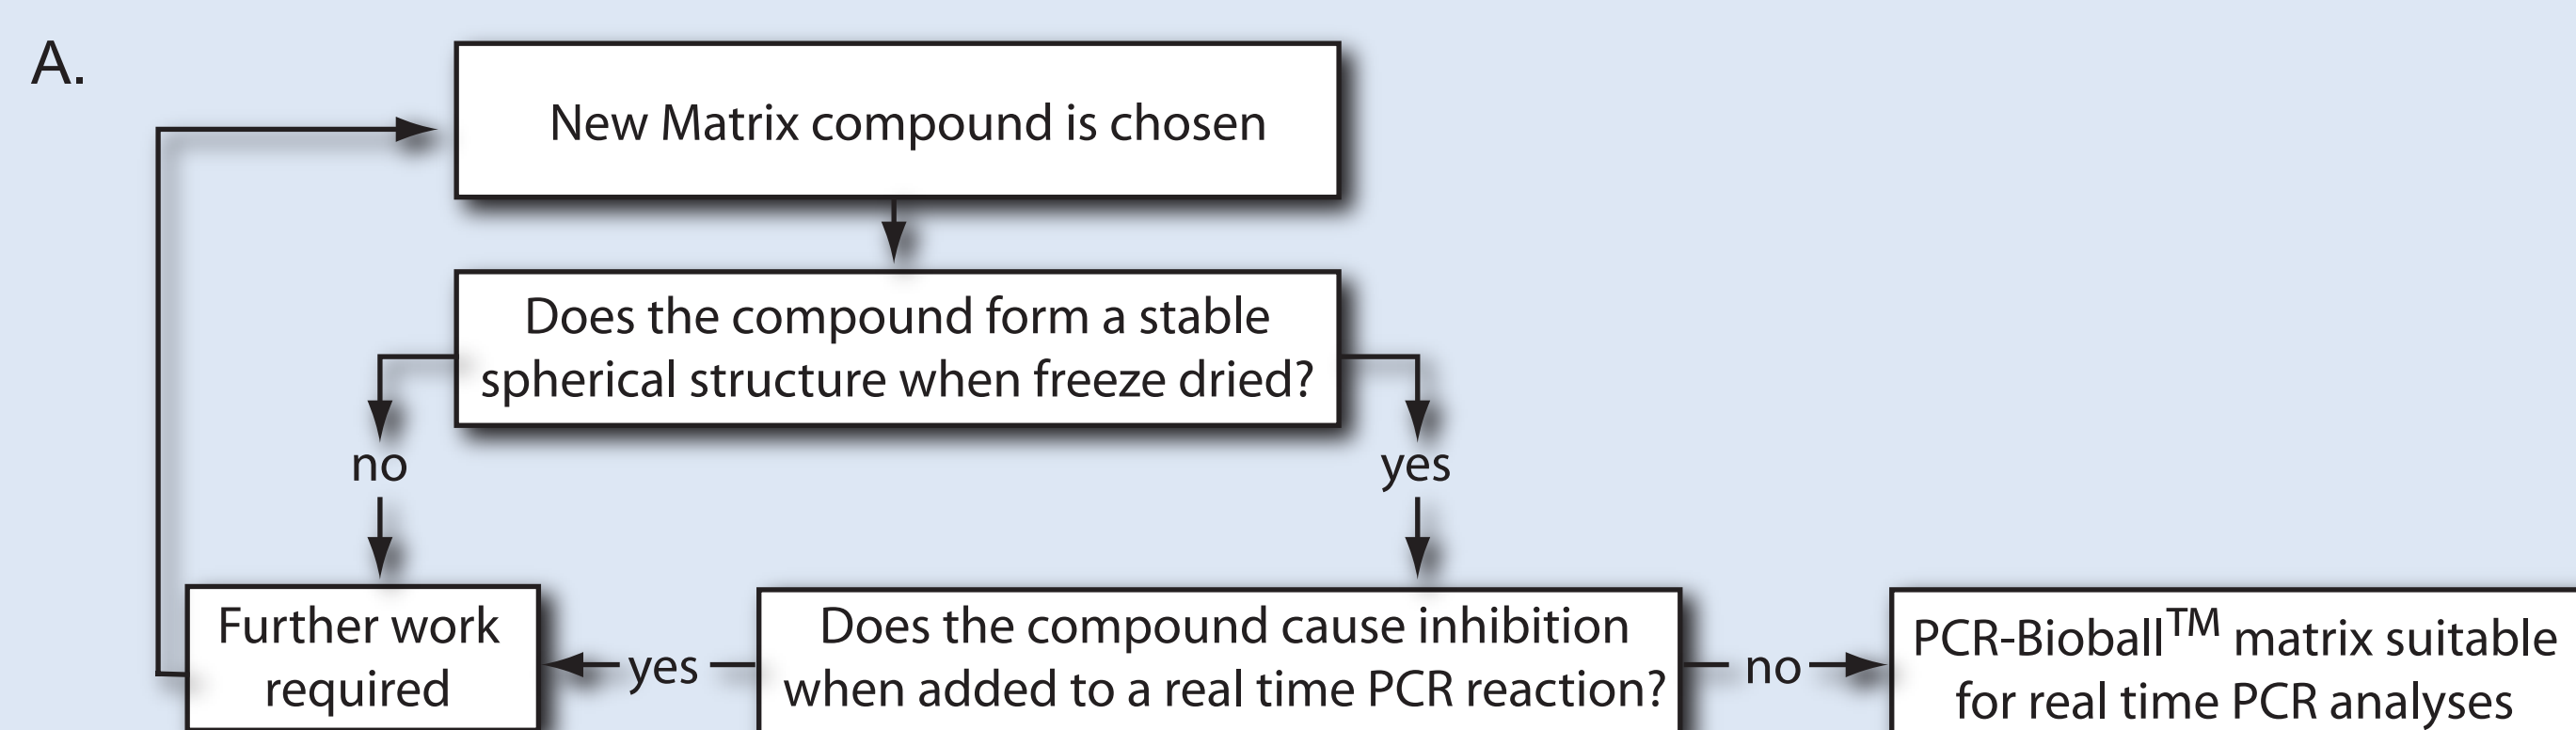 A.
New Matrix compound is chosen
Does the compound form a stable
spherical structure when freeze dried?
no
yes
Further work
required
yes
Does the compound cause inhibition
when added to a real time PCR reaction?
no
PCR-Bioball™ matrix suitable
for real time PCR analyses